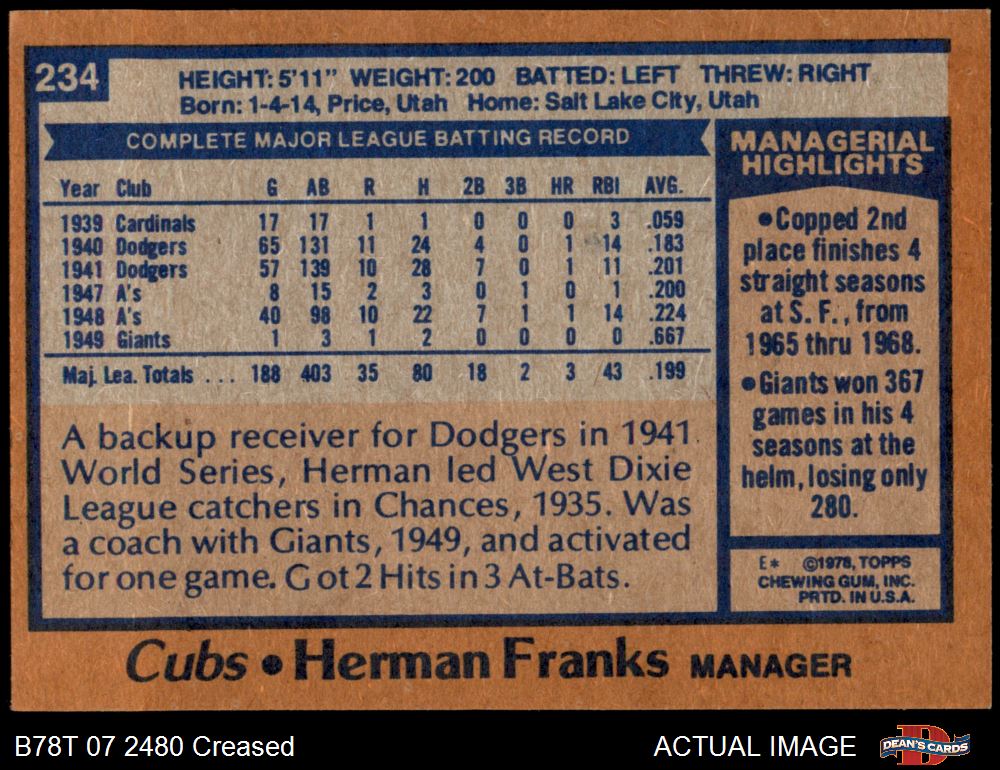 234
HEIGHT: 5'11" WEIGHT: 200 BATTED: LEFT THREW: RIGHT
Born: 1-4-14, Price, Utah Home: Salt Lake City, Utah
COMPLETE MAJOR LEAGUE BATTING RECORD
Year Club G AB R H 2B 3B HR RBI AVG.
1939 Cardinals 17 17 1 1 0 0 0 3 .059
1940 Dodgers 65 131 11 24 4 0 1 14 .183
1941 Dodgers 57 139 10 28 7 0 1 11 .201
1947 A's 8 15 2 3 0 1 0 1 .200
1948 A's 40 98 10 22 7 1 1 14 .224
1949 Giants 1 3 1 2 0 0 0 0 .667
Maj. Lea. Totals ... 188 403 35 80 18 2 3 43 .199
A backup receiver for Dodgers in 1941
World Series, Herman led West Dixie
League catchers in Chances, 1935. Was
a coach with Giants, 1949, and activated
for one game. Got 2 Hits in 3 At-Bats.
MANAGERIAL
HIGHLIGHTS
•Copped 2nd
place finishes 4
straight seasons
at S. F., from
1965 thru 1968.
•Giants won 367
games in his 4
seasons at the
helm, losing only
280.
E* ©1978, TOPPS
CHEWING GUM, INC.
PRTD. IN U.S.A.
Cubs • Herman Franks MANAGER
B78T 07 2480 Creased
ACTUAL IMAGE
D
DEAN'S CARDS